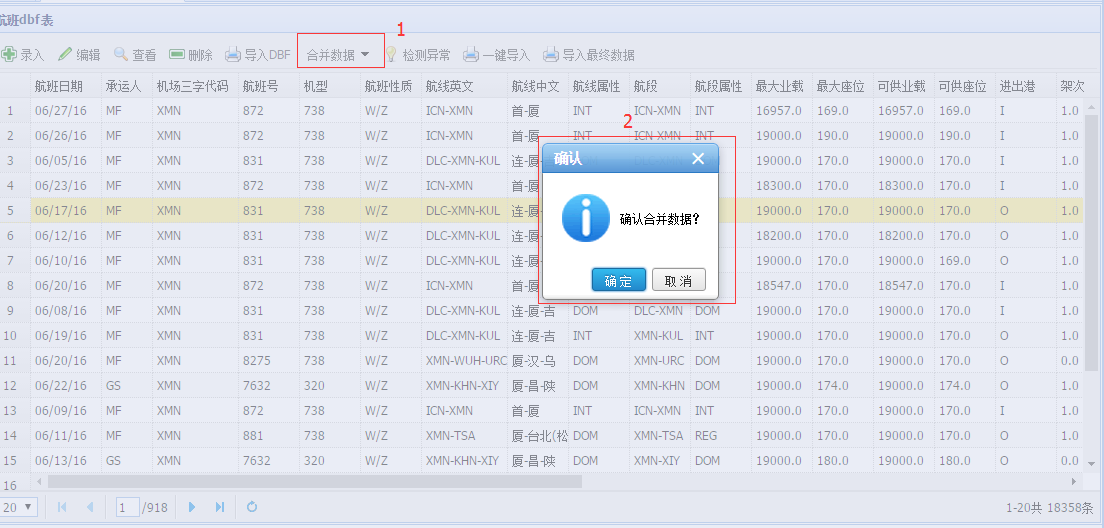 航班dbf表
1
录入 编辑 查看 删除 导入DBF 合并数据 检测异常 一键导入 导入最终数据
航班日期 承运人 机场三字代码 航班号 机型 航班性质 航线英文 航线中文 航线属性 航段 航段属性 最大业载 最大座位 可供业载 可供座位 进出港 架次
1 06/27/16 MF XMN 872 738 W/Z ICN-XMN 首-厦 INT ICN-XMN INT 16957.0 169.0 16957.0 169.0 I 1.0
2
2 06/26/16 MF XMN 872 738 W/Z ICN-XMN 首-厦 INT ICN-XMN INT 19000.0 190.0 19000.0 190.0 I 1.0
3 06/05/16 MF XMN 831 738 W/Z DLC-XMN-KUL 连-厦- 19000.0 170.0 19000.0 170.0 I 1.0
4 06/23/16 MF XMN 872 738 W/Z ICN-XMN 首-厦 18300.0 170.0 18300.0 170.0 I 1.0
5 06/17/16 MF XMN 831 738 W/Z DLC-XMN-KUL 连-厦- 19000.0 170.0 19000.0 170.0 O 1.0
6 06/12/16 MF XMN 831 738 W/Z DLC-XMN-KUL 连-厦- 18200.0 170.0 18200.0 170.0 O 1.0
7 06/10/16 MF XMN 831 738 W/Z DLC-XMN-KUL 连-厦- 19000.0 170.0 19000.0 169.0 O 1.0
8 06/20/16 MF XMN 872 738 W/Z ICN-XMN 首-厦 18547.0 170.0 18547.0 170.0 I 1.0
确认
确认合并数据?
确定 取消
9 06/08/16 MF XMN 831 738 W/Z DLC-XMN-KUL 连-厦-吉 DOM DLC-XMN DOM 19000.0 170.0 19000.0 170.0 I 1.0
10 06/19/16 MF XMN 831 738 W/Z DLC-XMN-KUL 连-厦-吉 INT XMN-KUL INT 19000.0 170.0 19000.0 170.0 O 1.0
11 06/20/16 MF XMN 8275 738 W/Z XMN-WUH-URC 厦-汉-乌 DOM XMN-URC DOM 19000.0 170.0 19000.0 170.0 O 0.0
12 06/22/16 GS XMN 7632 320 W/Z XMN-KHN-XIY 厦-昌-陕 DOM XMN-KHN DOM 19000.0 174.0 19000.0 174.0 O 1.0
13 06/09/16 MF XMN 872 738 W/Z ICN-XMN 首-厦 INT ICN-XMN INT 19000.0 170.0 19000.0 170.0 I 1.0
14 06/11/16 MF XMN 881 738 W/Z XMN-TSA 厦-台北(松 DOM XMN-TSA REG 19000.0 170.0 19000.0 170.0 O 1.0
15 06/13/16 GS XMN 7632 320 W/Z XMN-KHN-XIY 厦-昌-陕 DOM XMN-XIY DOM 19000.0 180.0 19000.0 180.0 O 0.0
16
20 1 /918 1-20共 18358条